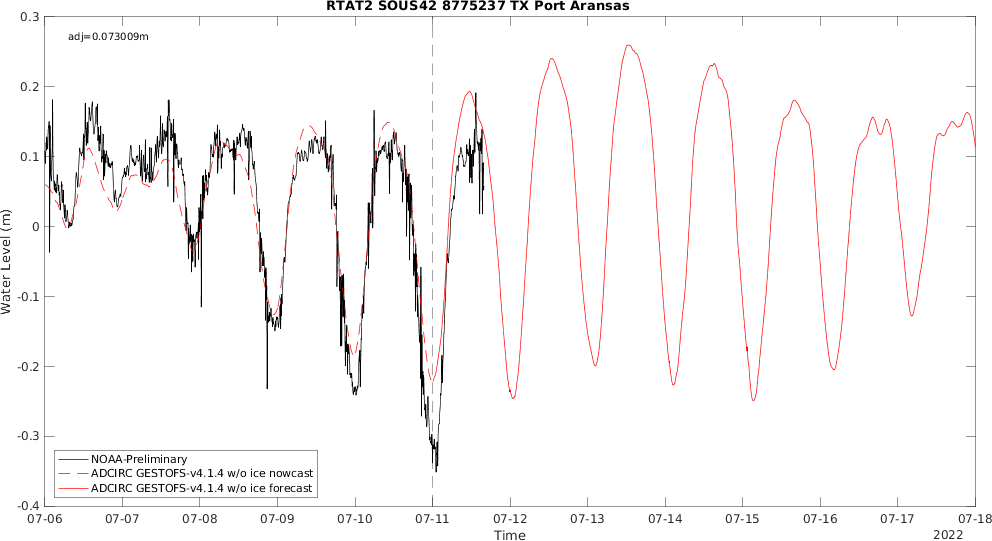 RTAT2 SOUS42 8775237 TX Port Aransas
adj=0.073009m
0.3
0.2
0.1
0
-0.1
-0.2
-0.3
-0.4
Water Level (m)
NOAA-Preliminary
ADCIRC GESTOFS-v4.1.4 w/o ice nowcast
ADCIRC GESTOFS-v4.1.4 w/o ice forecast
07-06 07-07 07-08 07-09 07-10 07-11 07-12 07-13 07-14 07-15 07-16 07-17 07-18
Time
2022